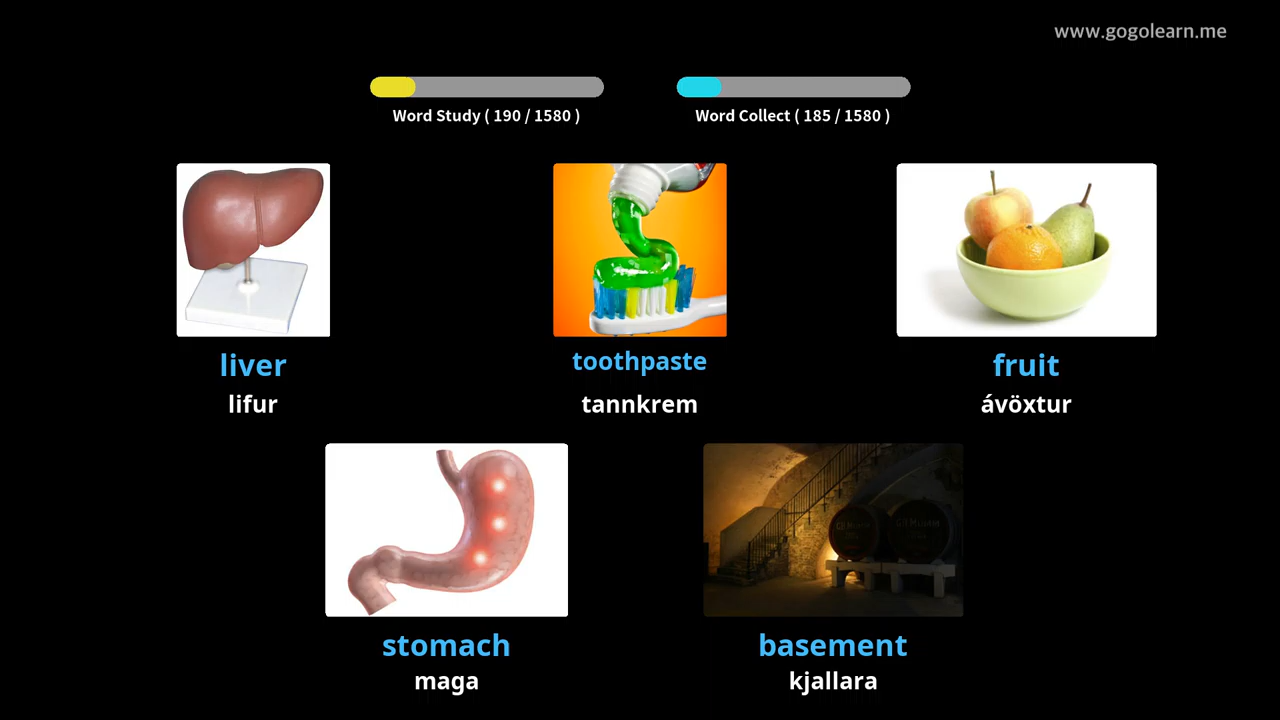 www.gogolearn.me
Word Study ( 190 / 1580 )
Word Collect ( 185 / 1580 )
liver
toothpaste
fruit
lifur
tannkrem
ávöxtur
stomach
basement
maga
kjallara